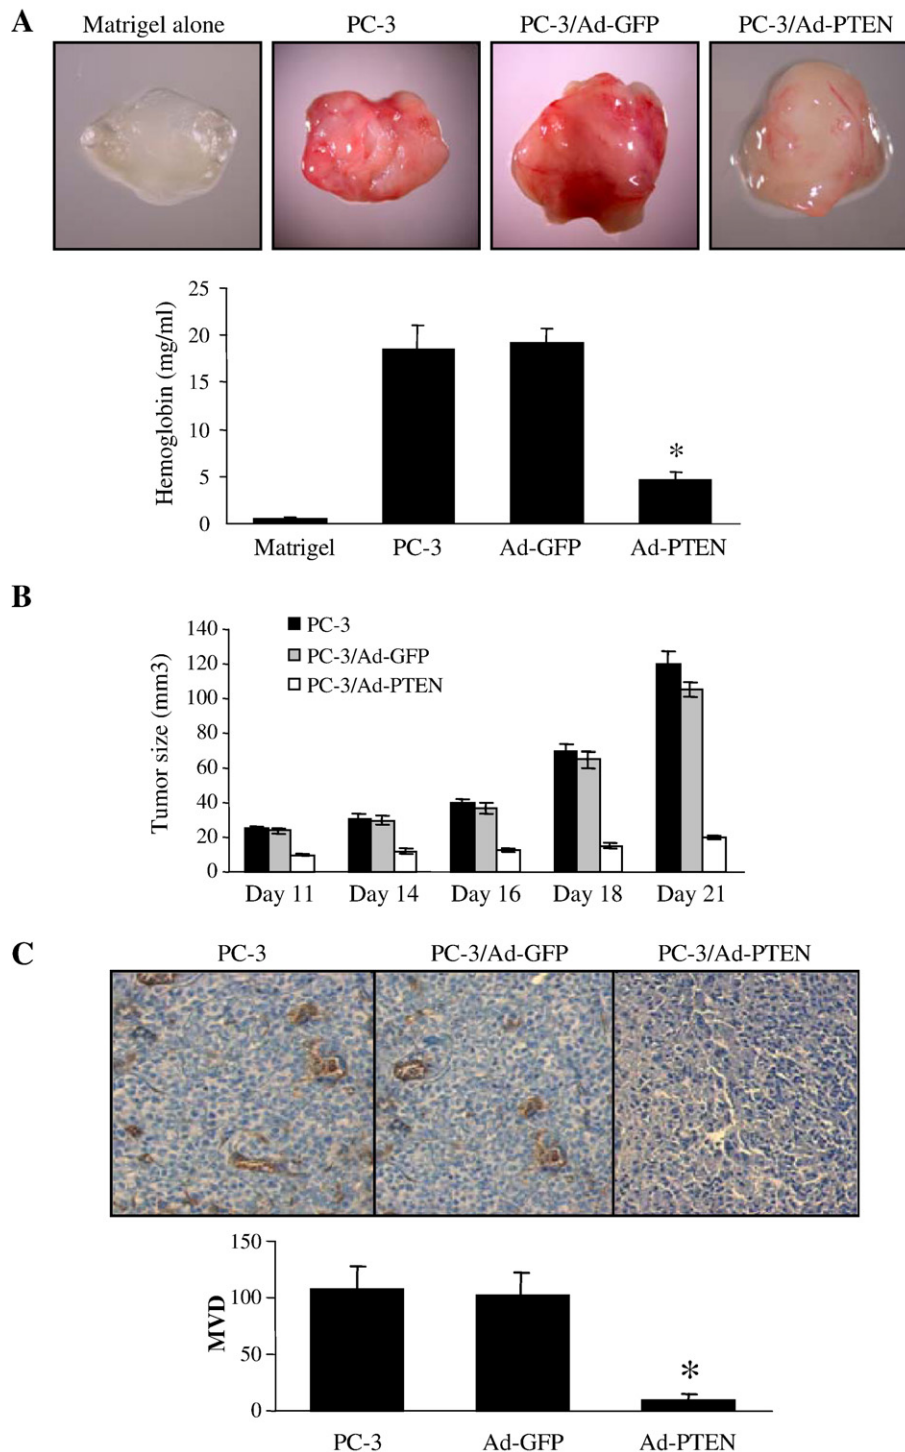 A
Matrigel alone PC-3 PC-3/Ad-GFP PC-3/Ad-PTEN
Hemoglobin (mg/ml)
25
20
15
10
5
0
*
Matrigel PC-3 Ad-GFP Ad-PTEN
B
Tumor size (mm3)
140
120
100
80
60
40
20
0
PC-3
PC-3/Ad-GFP
PC-3/Ad-PTEN
Day 11 Day 14 Day 16 Day 18 Day 21
C
PC-3 PC-3/Ad-GFP PC-3/Ad-PTEN
MVD
150
100
50
0
*
PC-3 Ad-GFP Ad-PTEN